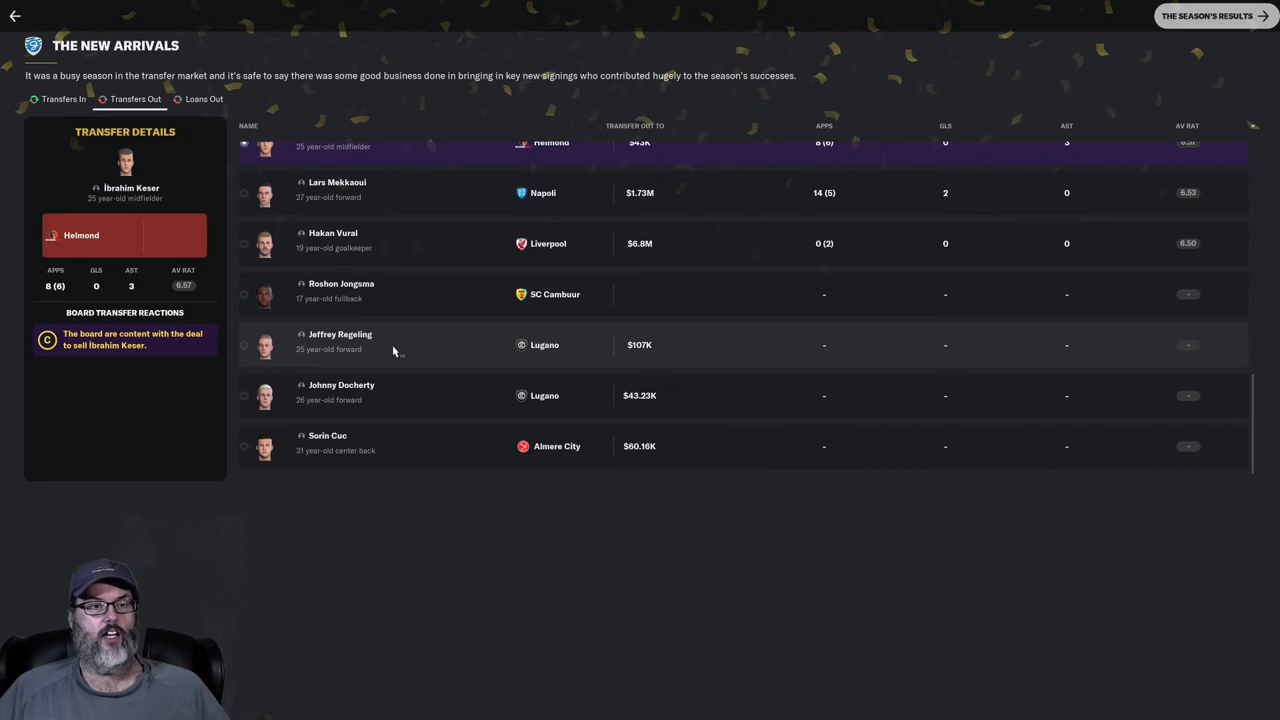 THE SEASON'S RESULTS
THE NEW ARRIVALS
It was a busy season in the transfer market and it's safe to say there was some good business done in bringing in key new signings who contributed hugely to the season's successes.
Transfers In Transfers Out Loans Out
TRANSFER DETAILS
İbrahim Keser
25 year-old midfielder
Helmond
APPS GLS AST AV RAT
8 (6) 0 3 6.57
BOARD TRANSFER REACTIONS
C The board are content with the deal
to sell İbrahim Keser.
NAME TRANSFER OUT TO APPS GLS AST AV RAT
25 year-old midfielder Helmond $43K 8 (6) 0 3 6.57
Lars Mekkaoui
27 year-old forward Napoli $1.73M 14 (5) 2 0 6.53
Hakan Vural
19 year-old goalkeeper Liverpool $6.8M 0 (2) 0 0 6.50
Roshon Jongsma
17 year-old fullback SC Cambuur - - - -
Jeffrey Regeling
25 year-old forward Lugano $107K - - - -
Johnny Docherty
26 year-old forward Lugano $43.23K - - - -
Sorin Cuc
31 year-old center back Almere City $60.16K - - - -